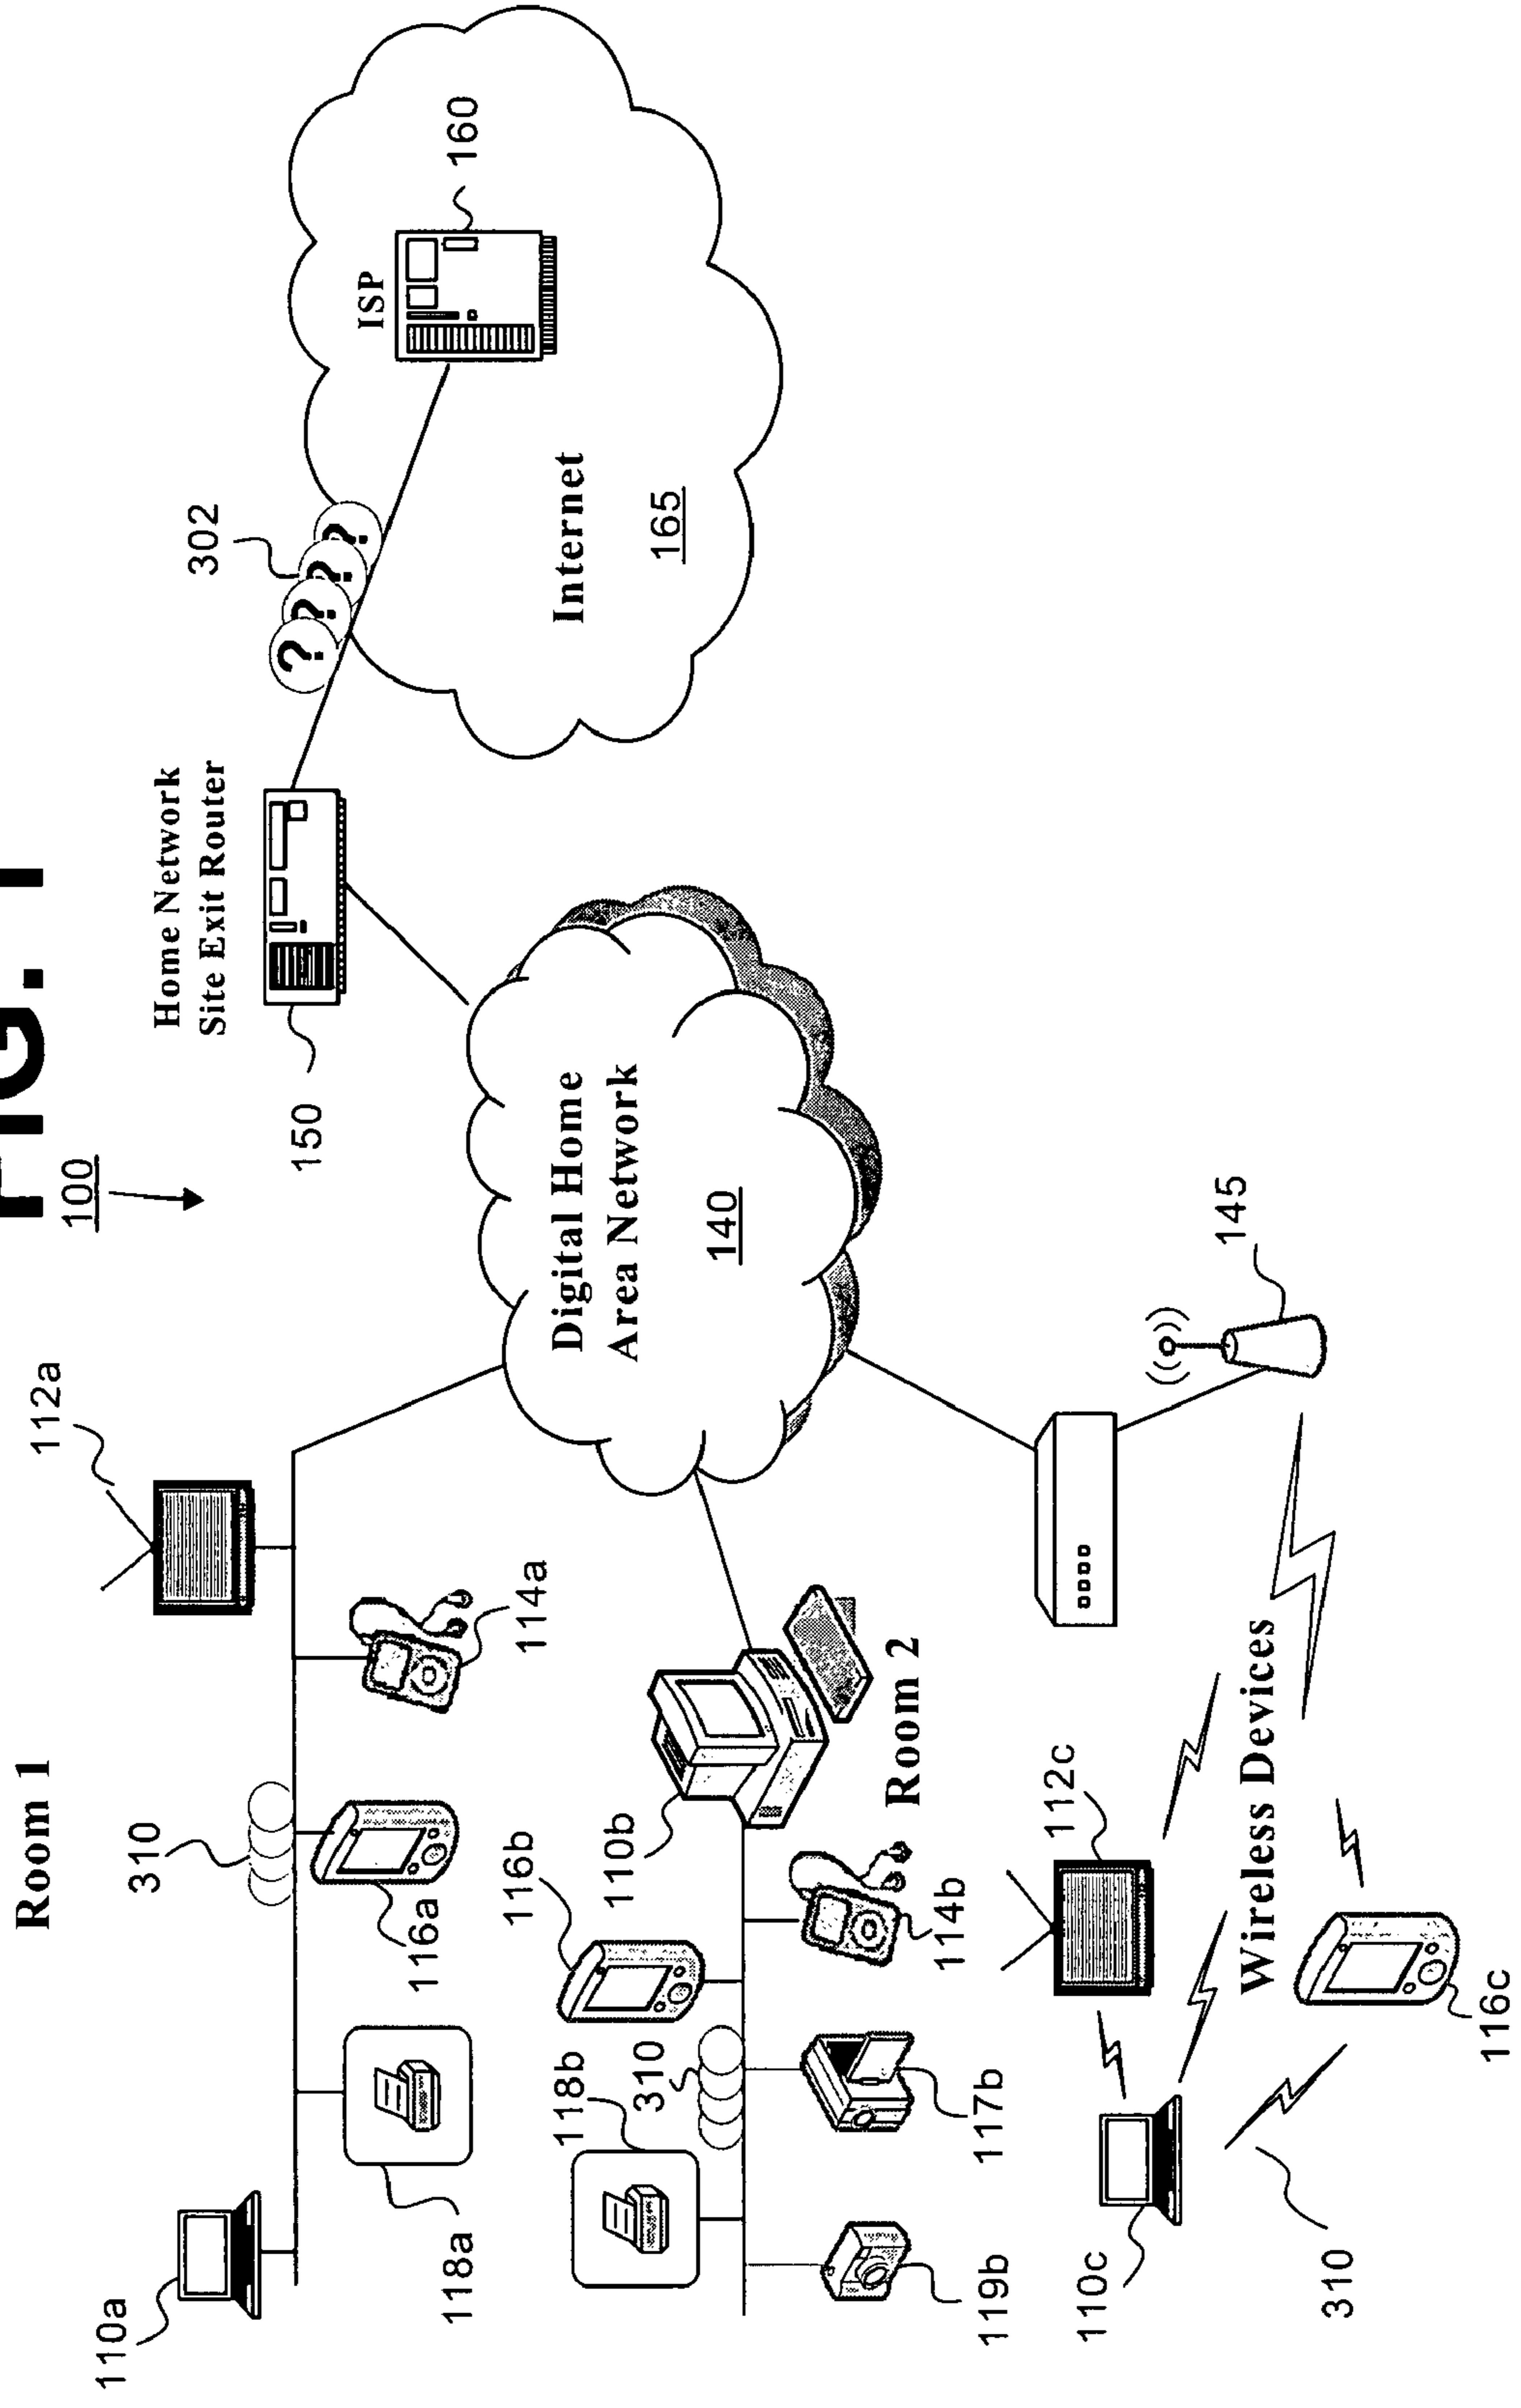 FIG. 1
100
Room 1
110a
118a
310
116a
114a
112a
Home Network
Site Exit Router
150
302
?
?
?
?
ISP
160
Internet
165
Digital Home
Area Network
140
118b
310
116b
110b
Room 2
119b
117b
114b
110c
112c
Wireless Devices
310
116c
145